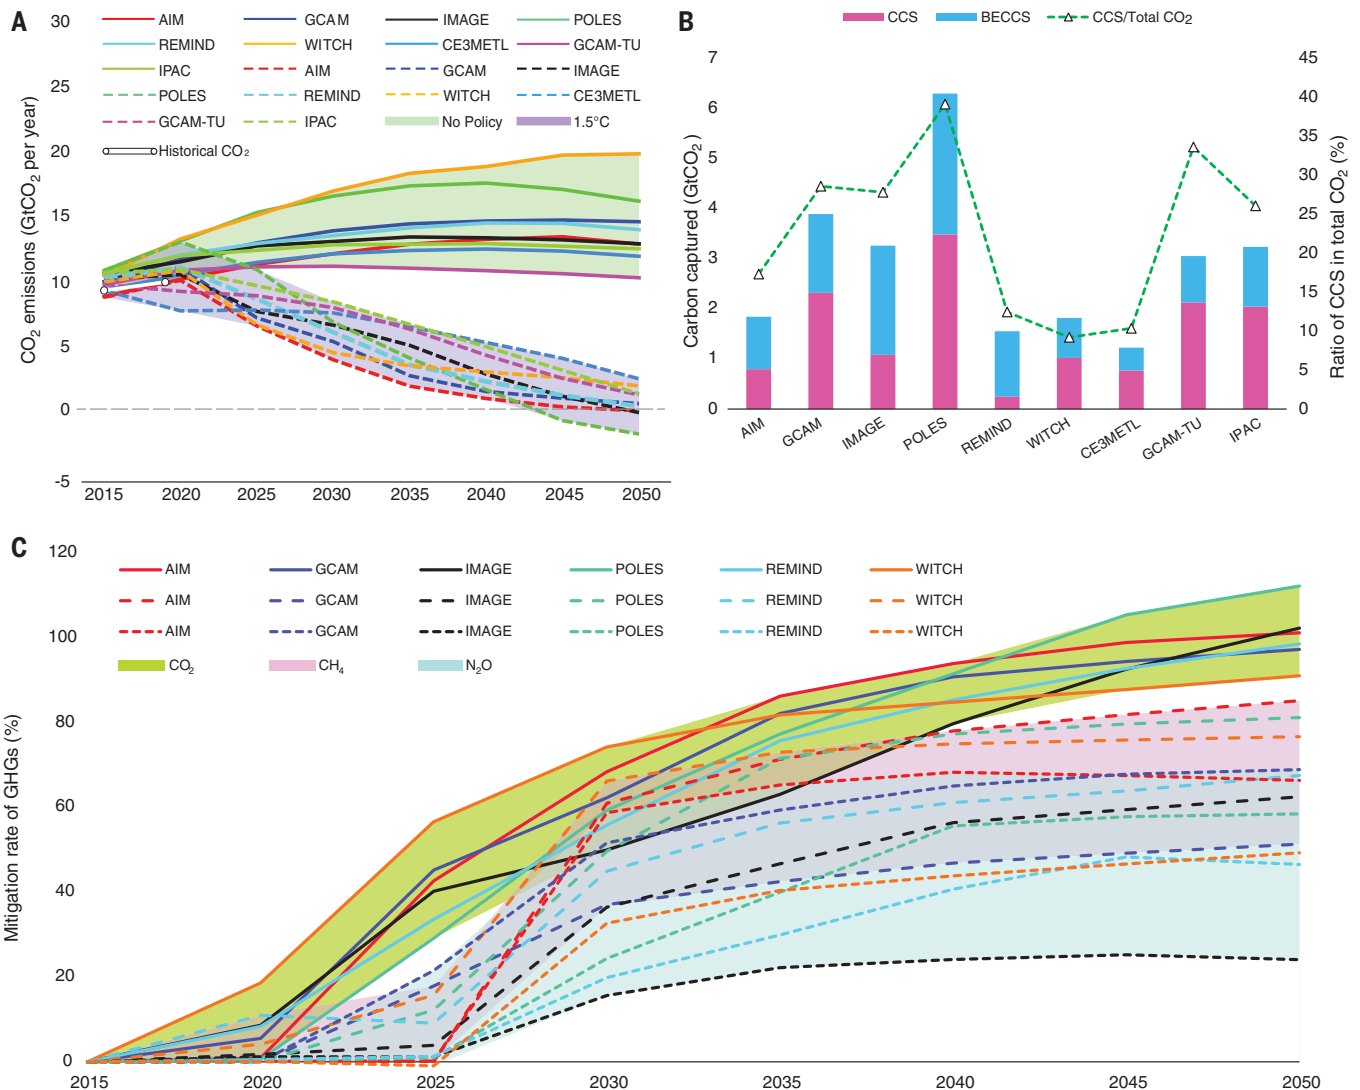 A
30
AIM
GCAM
IMAGE
POLES
REMIND
WITCH
CE3METL
GCAM-TU
IPAC
AIM
GCAM
IMAGE
POLES
REMIND
WITCH
CE3METL
GCAM-TU
IPAC
No Policy
1.5°C
Historical CO₂
25
20
15
10
5
0
-5
CO₂ emissions (GtCO₂ per year)
2015 2020 2025 2030 2035 2040 2045 2050
B
CCS BECCS CCS/Total CO₂
7
6
5
4
3
2
1
0
Carbon captured (GtCO₂)
45
40
35
30
25
20
15
10
5
0
Ratio of CCS in total CO₂ (%)
AIM GCAM IMAGE POLES REMIND WITCH CE3METL GCAM-TU IPAC
C
120
AIM GCAM IMAGE POLES REMIND WITCH
AIM GCAM IMAGE POLES REMIND WITCH
AIM GCAM IMAGE POLES REMIND WITCH
CO₂ CH₄ N₂O
100
80
60
40
20
0
Mitigation rate of GHGs (%)
2015 2020 2025 2030 2035 2040 2045 2050